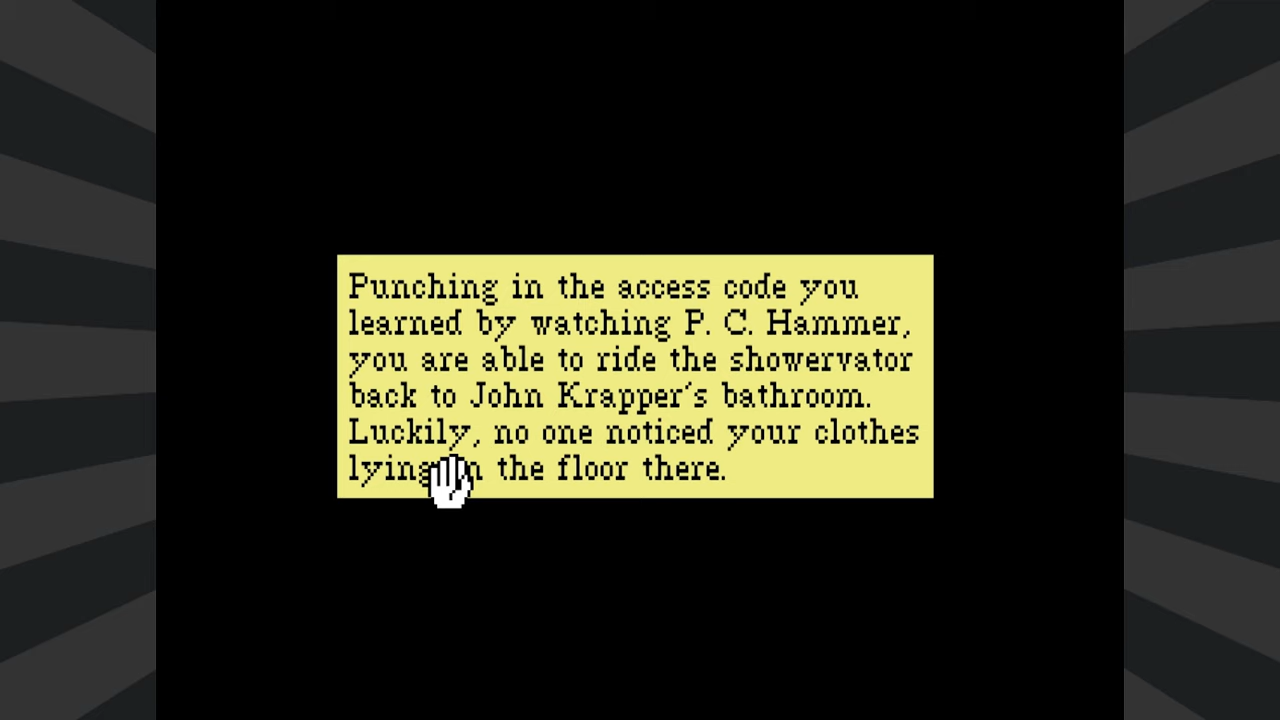 Punching in the access code you
learned by watching P. C. Hammer,
you are able to ride the showervator
back to John Krapper's bathroom.
Luckily, no one noticed your clothes
lying the floor there.